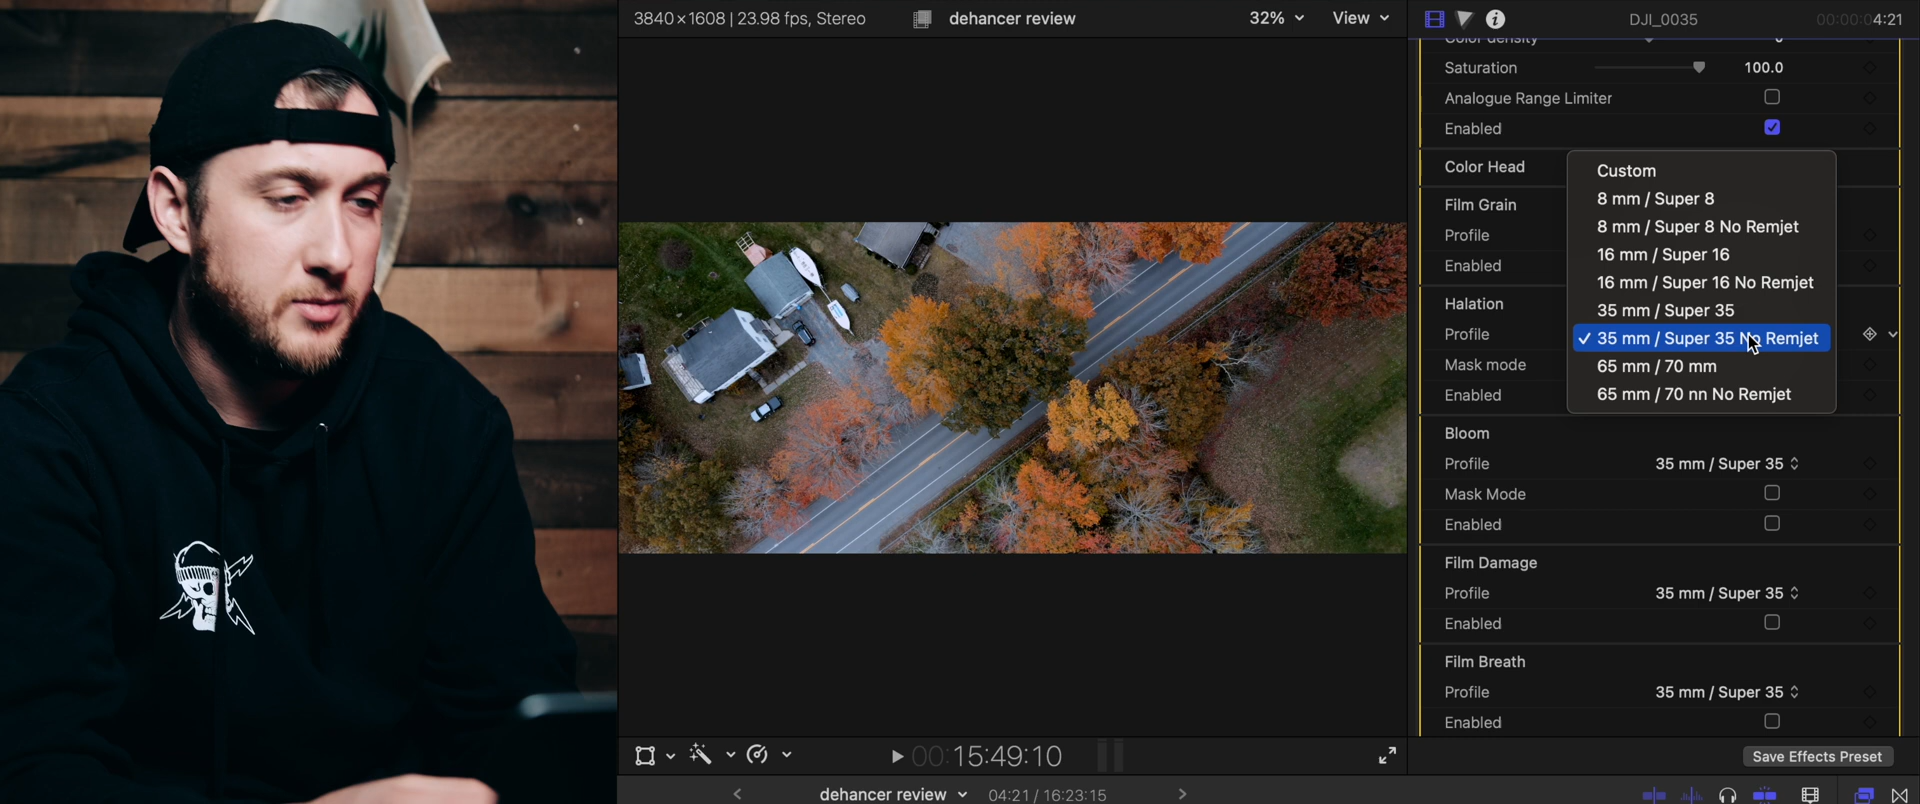 3840×1608 | 23.98 fps, Stereo
dehancer review
32%
View
DJI_0035
00:00:04:21
Color density
Saturation
100.0
Analogue Range Limiter
Enabled
Color Head
Film Grain
Profile
Enabled
Halation
Profile
Mask mode
Enabled
Custom
8 mm / Super 8
8 mm / Super 8 No Remjet
16 mm / Super 16
16 mm / Super 16 No Remjet
35 mm / Super 35
35 mm / Super 35 No Remjet
65 mm / 70 mm
65 mm / 70 nn No Remjet
Bloom
Profile
35 mm / Super 35
Mask Mode
Enabled
Film Damage
Profile
35 mm / Super 35
Enabled
Film Breath
Profile
35 mm / Super 35
Enabled
00:15:49:10
Save Effects Preset
dehancer review
04:21 / 16:23:15